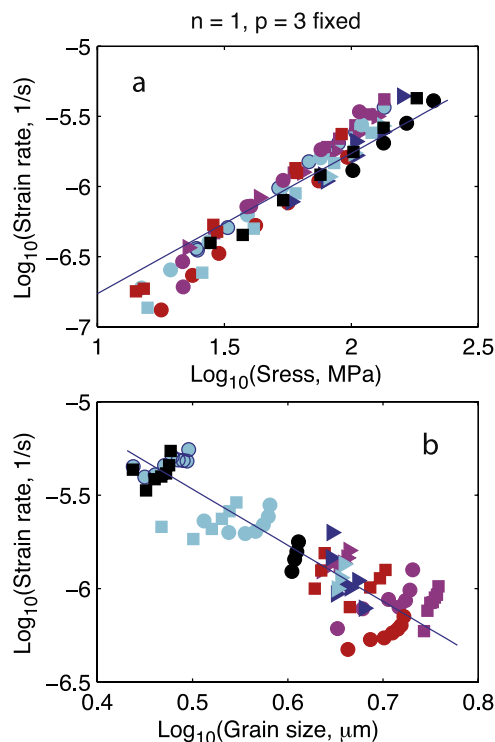 n = 1, p = 3 fixed
a
Log10(Strain rate, 1/s)
-5
-5.5
-6
-6.5
-7
1
1.5
2
2.5
Log10(Sress, MPa)
b
Log10(Strain rate, 1/s)
-5
-5.5
-6
-6.5
0.4
0.5
0.6
0.7
0.8
Log10(Grain size, μm)